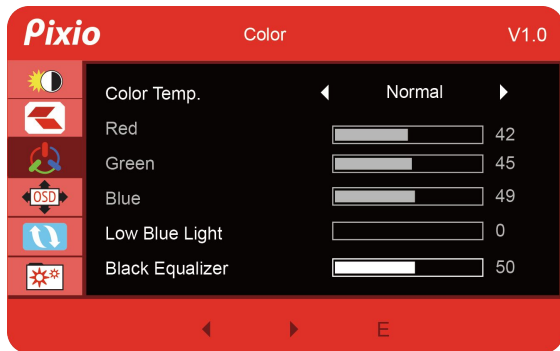 Pixio Color V1.0
Color Temp. Normal
Red 42
Green 45
OSD
Blue 49
Low Blue Light 0
Black Equalizer 50
E